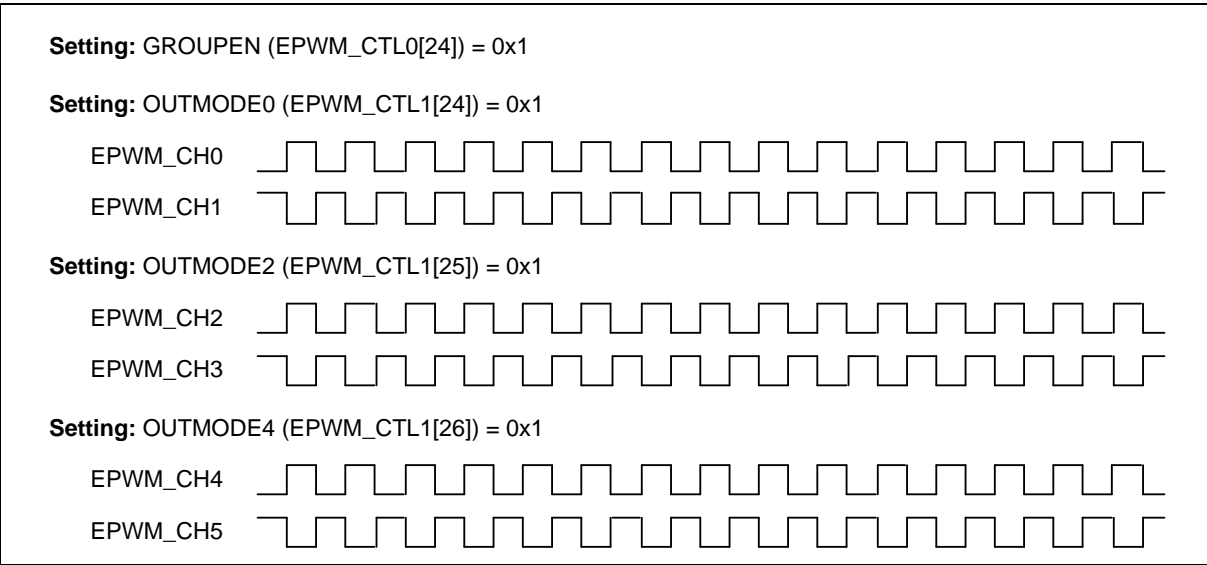 Setting: GROUPEN (EPWM_CTL0[24]) = 0x1
Setting: OUTMODE0 (EPWM_CTL1[24]) = 0x1
EPWM_CH0
EPWM_CH1
Setting: OUTMODE2 (EPWM_CTL1[25]) = 0x1
EPWM_CH2
EPWM_CH3
Setting: OUTMODE4 (EPWM_CTL1[26]) = 0x1
EPWM_CH4
EPWM_CH5